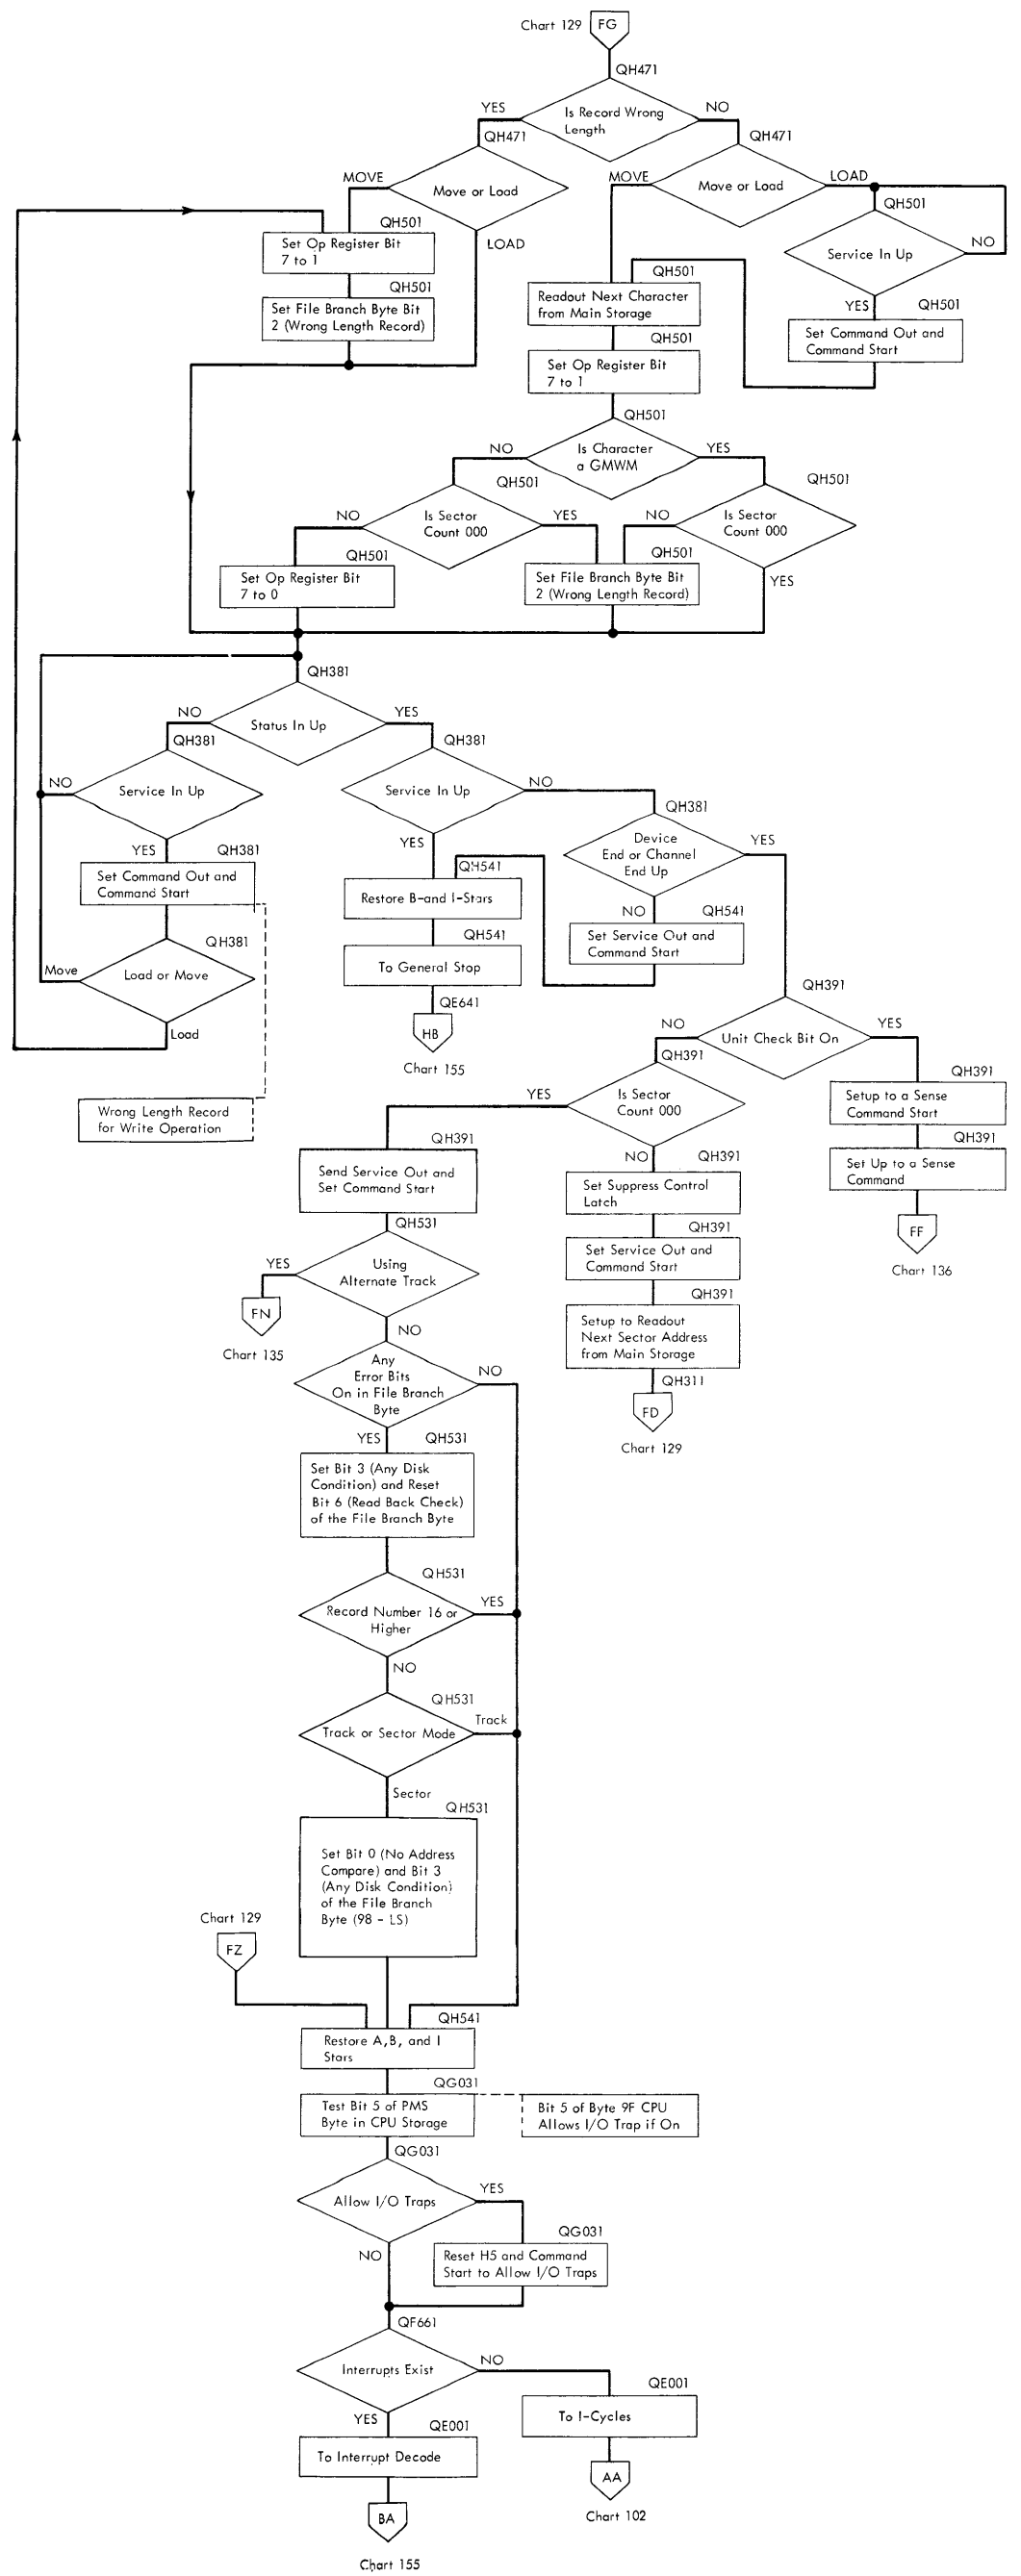 Chart 129
FG
QH471
Is Record Wrong
Length
YES
NO
QH471
QH471
MOVE
Move or Load
LOAD
MOVE
Move or Load
LOAD
QH501
Set Op Register Bit
7 to 1
QH501
Service In Up
NO
YES
QH501
Set File Branch Byte Bit
2 (Wrong Length Record)
QH501
Readout Next Character
from Main Storage
QH501
Set Command Out and
Command Start
QH501
Set Op Register Bit
7 to 1
QH501
Is Character
a GMWM
NO
YES
QH501
QH501
NO
Is Sector
Count 000
YES
NO
Is Sector
Count 000
YES
QH501
Set Op Register Bit
7 to 0
QH501
Set File Branch Byte Bit
2 (Wrong Length Record)
QH381
Status In Up
NO
YES
QH381
QH381
NO
Service In Up
YES
Service In Up
NO
YES
QH381
Device
End or Channel
End Up
YES
NO
QH381
Set Command Out and
Command Start
QH541
Restore B-and I-Stars
QH541
Set Service Out and
Command Start
QH381
Move
Load or Move
Load
QH541
To General Stop
QE641
HB
Chart 155
QH391
NO
Unit Check Bit On
YES
QH391
YES
Is Sector
Count 000
NO
QH391
Setup to a Sense
Command Start
Wrong Length Record
for Write Operation
QH391
Send Service Out and
Set Command Start
QH391
Set Suppress Control
Latch
QH391
Set Up to a Sense
Command
FF
Chart 136
QH531
YES
Using
Alternate Track
NO
FN
Chart 135
QH391
Set Service Out and
Command Start
QH391
Setup to Readout
Next Sector Address
from Main Storage
QH311
FD
Chart 129
Any
Error Bits
On in File Branch
Byte
NO
YES
QH531
Set Bit 3 (Any Disk
Condition) and Reset
Bit 6 (Read Back Check)
of the File Branch Byte
QH531
Record Number 16 or
Higher
YES
NO
QH531
Track or Sector Mode
Track
Sector
QH531
Set Bit 0 (No Address
Compare) and Bit 3
(Any Disk Condition)
of the File Branch
Byte (98 - LS)
Chart 129
FZ
QH541
Restore A,B, and I
Stars
QG031
Test Bit 5 of PMS
Byte in CPU Storage
Bit 5 of Byte 9F CPU
Allows I/O Trap if On
QG031
Allow I/O Traps
YES
NO
QG031
Reset H5 and Command
Start to Allow I/O Traps
QF661
Interrupts Exist
NO
YES
QE001
To I-Cycles
QE001
To Interrupt Decode
AA
Chart 102
BA
Chart 155